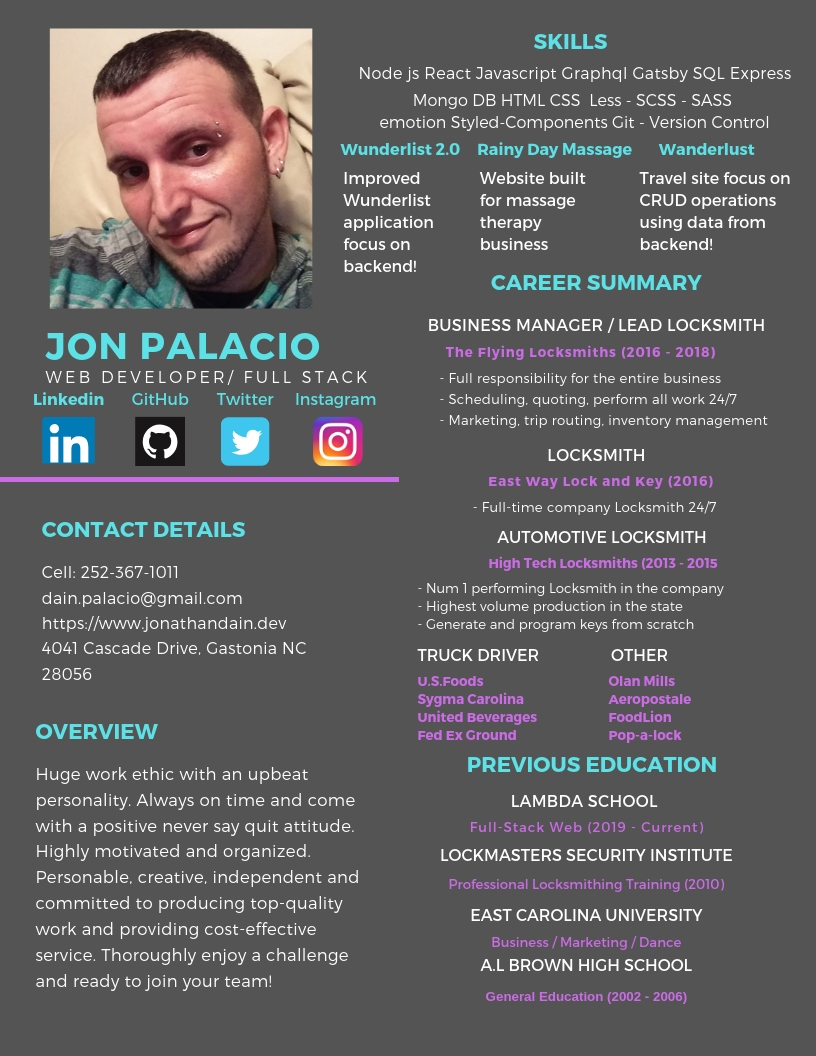 JON PALACIO
WEB DEVELOPER/ FULL STACK
Linkedin GitHub Twitter Instagram
in
CONTACT DETAILS
Cell: 252-367-1011
dain.palacio@gmail.com
https://www.jonathandain.dev
4041 Cascade Drive, Gastonia NC
28056
OVERVIEW
Huge work ethic with an upbeat
personality. Always on time and come
with a positive never say quit attitude.
Highly motivated and organized.
Personable, creative, independent and
committed to producing top-quality
work and providing cost-effective
service. Thoroughly enjoy a challenge
and ready to join your team!
SKILLS
Node js React Javascript Graphql Gatsby SQL Express
Mongo DB HTML CSS Less - SCSS - SASS
emotion Styled-Components Git - Version Control
Wunderlist 2.0
Improved
Wunderlist
application
focus on
backend!
Rainy Day Massage
Website built
for massage
therapy
business
Wanderlust
Travel site focus on
CRUD operations
using data from
backend!
CAREER SUMMARY
BUSINESS MANAGER / LEAD LOCKSMITH
The Flying Locksmiths (2016 - 2018)
- Full responsibility for the entire business
- Scheduling, quoting, perform all work 24/7
- Marketing, trip routing, inventory management
LOCKSMITH
East Way Lock and Key (2016)
- Full-time company Locksmith 24/7
AUTOMOTIVE LOCKSMITH
High Tech Locksmiths (2013 - 2015
- Num 1 performing Locksmith in the company
- Highest volume production in the state
- Generate and program keys from scratch
TRUCK DRIVER
U.S.Foods
Sygma Carolina
United Beverages
Fed Ex Ground
OTHER
Olan Mills
Aeropostale
FoodLion
Pop-a-lock
PREVIOUS EDUCATION
LAMBDA SCHOOL
Full-Stack Web (2019 - Current)
LOCKMASTERS SECURITY INSTITUTE
Professional Locksmithing Training (2010)
EAST CAROLINA UNIVERSITY
Business / Marketing / Dance
A.L BROWN HIGH SCHOOL
General Education (2002 - 2006)